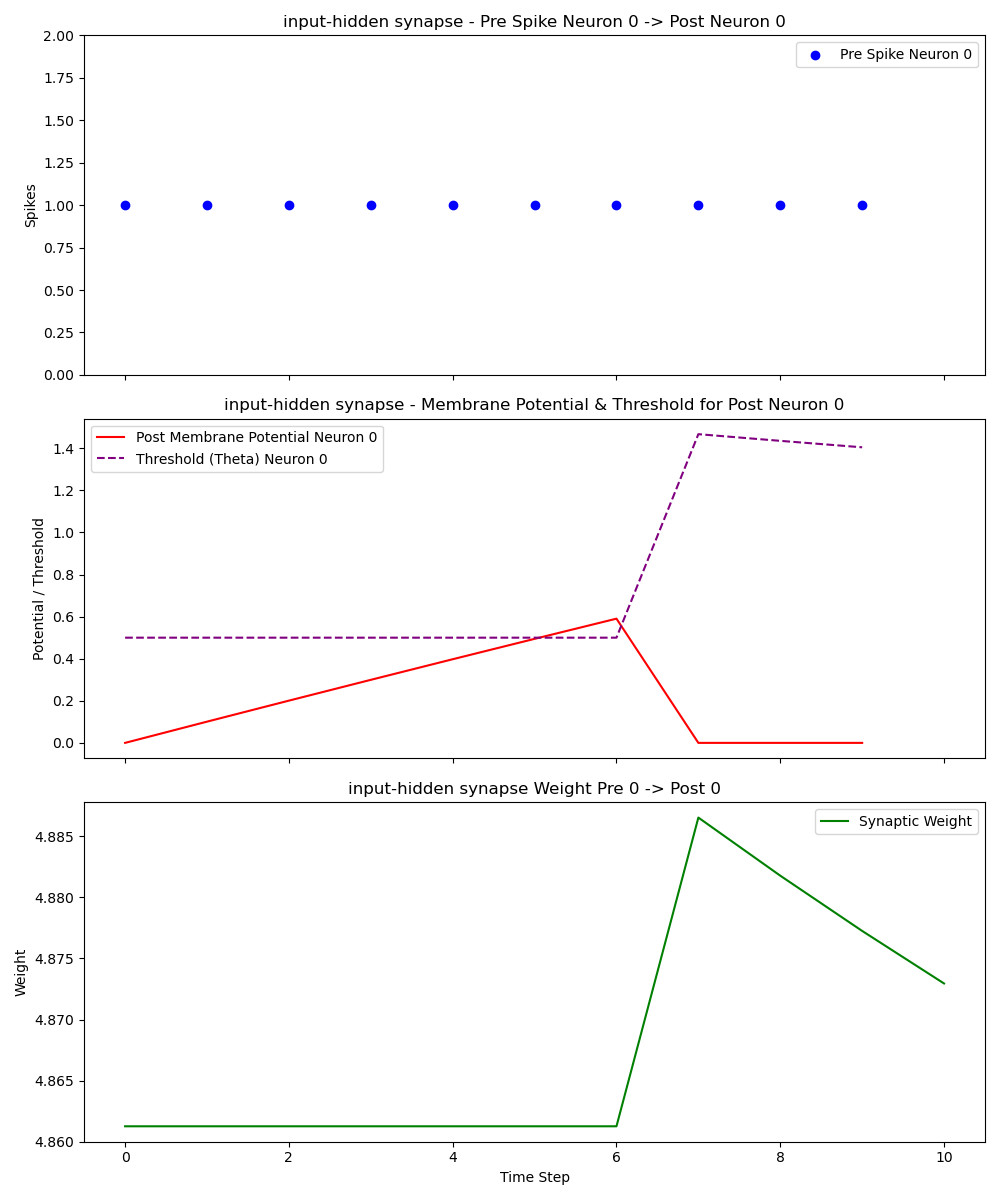 input-hidden synapse - Pre Spike Neuron 0 -> Post Neuron 0
2.00
1.75
1.50
1.25
1.00
0.75
0.50
0.25
0.00
Spikes
Pre Spike Neuron 0
input-hidden synapse - Membrane Potential & Threshold for Post Neuron 0
1.4
1.2
1.0
0.8
0.6
0.4
0.2
0.0
Potential / Threshold
Post Membrane Potential Neuron 0
Threshold (Theta) Neuron 0
input-hidden synapse Weight Pre 0 -> Post 0
4.885
4.880
4.875
4.870
4.865
4.860
Weight
Synaptic Weight
0 2 4 6 8 10
Time Step